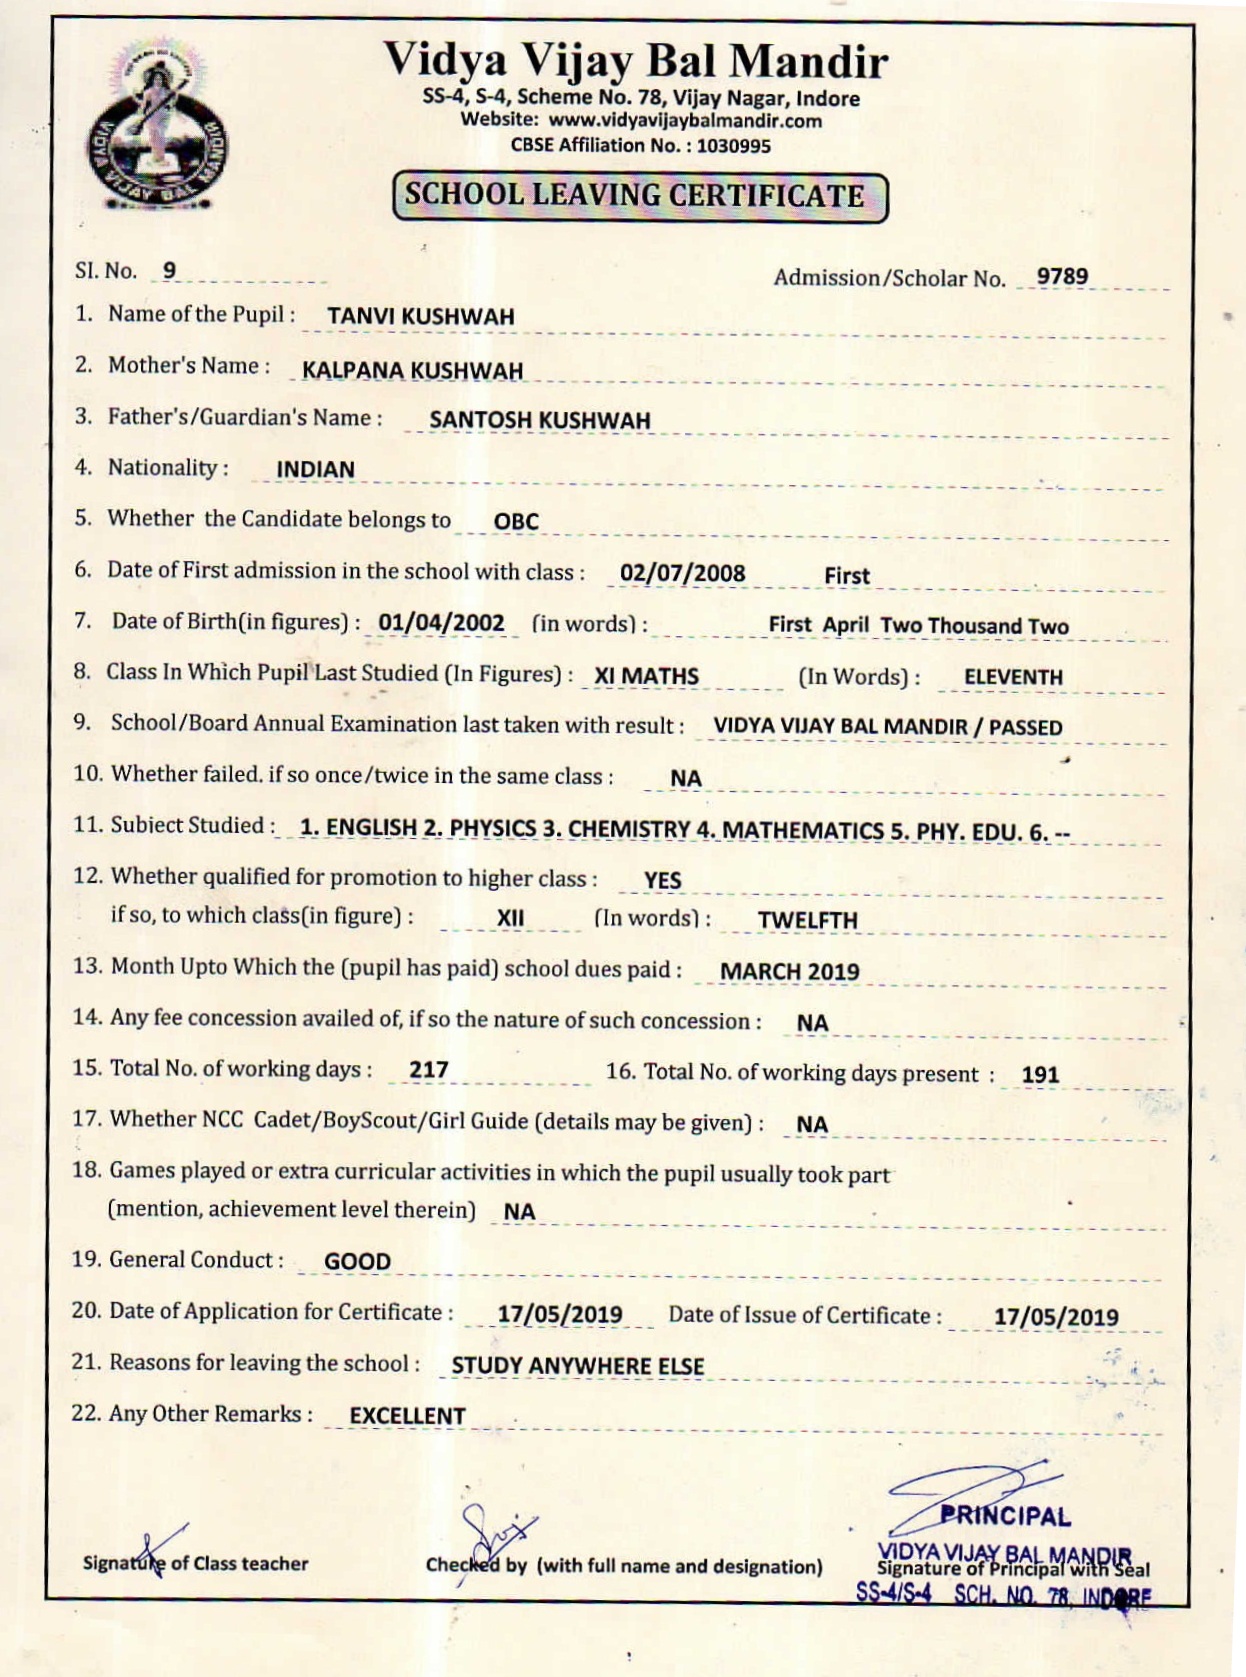 Vidya Vijay Bal Mandir
SS-4, S-4, Scheme No. 78, Vijay Nagar, Indore
Website: www.vidyavijaybalmandir.com
CBSE Affiliation No. : 1030995
VIDYA VIJAY BAL MANDIR
SCHOOL LEAVING CERTIFICATE
SI. No. 9 Admission/Scholar No. 9789
1. Name of the Pupil : TANVI KUSHWAH
2. Mother's Name : KALPANA KUSHWAH
3. Father's/Guardian's Name : SANTOSH KUSHWAH
4. Nationality : INDIAN
5. Whether the Candidate belongs to OBC
6. Date of First admission in the school with class : 02/07/2008 First
7. Date of Birth(in figures) : 01/04/2002 (in words) : First April Two Thousand Two
8. Class In Which Pupil Last Studied (In Figures) : XI MATHS (In Words) : ELEVENTH
9. School/Board Annual Examination last taken with result : VIDYA VIJAY BAL MANDIR / PASSED
10. Whether failed. if so once/twice in the same class : NA
11. Subiect Studied : 1. ENGLISH 2. PHYSICS 3. CHEMISTRY 4. MATHEMATICS 5. PHY. EDU. 6. --
12. Whether qualified for promotion to higher class : YES
if so, to which class(in figure) : XII (In words) : TWELFTH
13. Month Upto Which the (pupil has paid) school dues paid : MARCH 2019
14. Any fee concession availed of, if so the nature of such concession : NA
15. Total No. of working days : 217 16. Total No. of working days present : 191
17. Whether NCC Cadet/BoyScout/Girl Guide (details may be given) : NA
18. Games played or extra curricular activities in which the pupil usually took part
(mention, achievement level therein) NA
19. General Conduct : GOOD
20. Date of Application for Certificate : 17/05/2019 Date of Issue of Certificate : 17/05/2019
21. Reasons for leaving the school : STUDY ANYWHERE ELSE
22. Any Other Remarks : EXCELLENT
PRINCIPAL
VIDYA VIJAY BAL MANDIR
Signature of Class teacher Checked by (with full name and designation) Signature of Principal with Seal
SS-4/S-4 SCH. NO. 78, INDORE